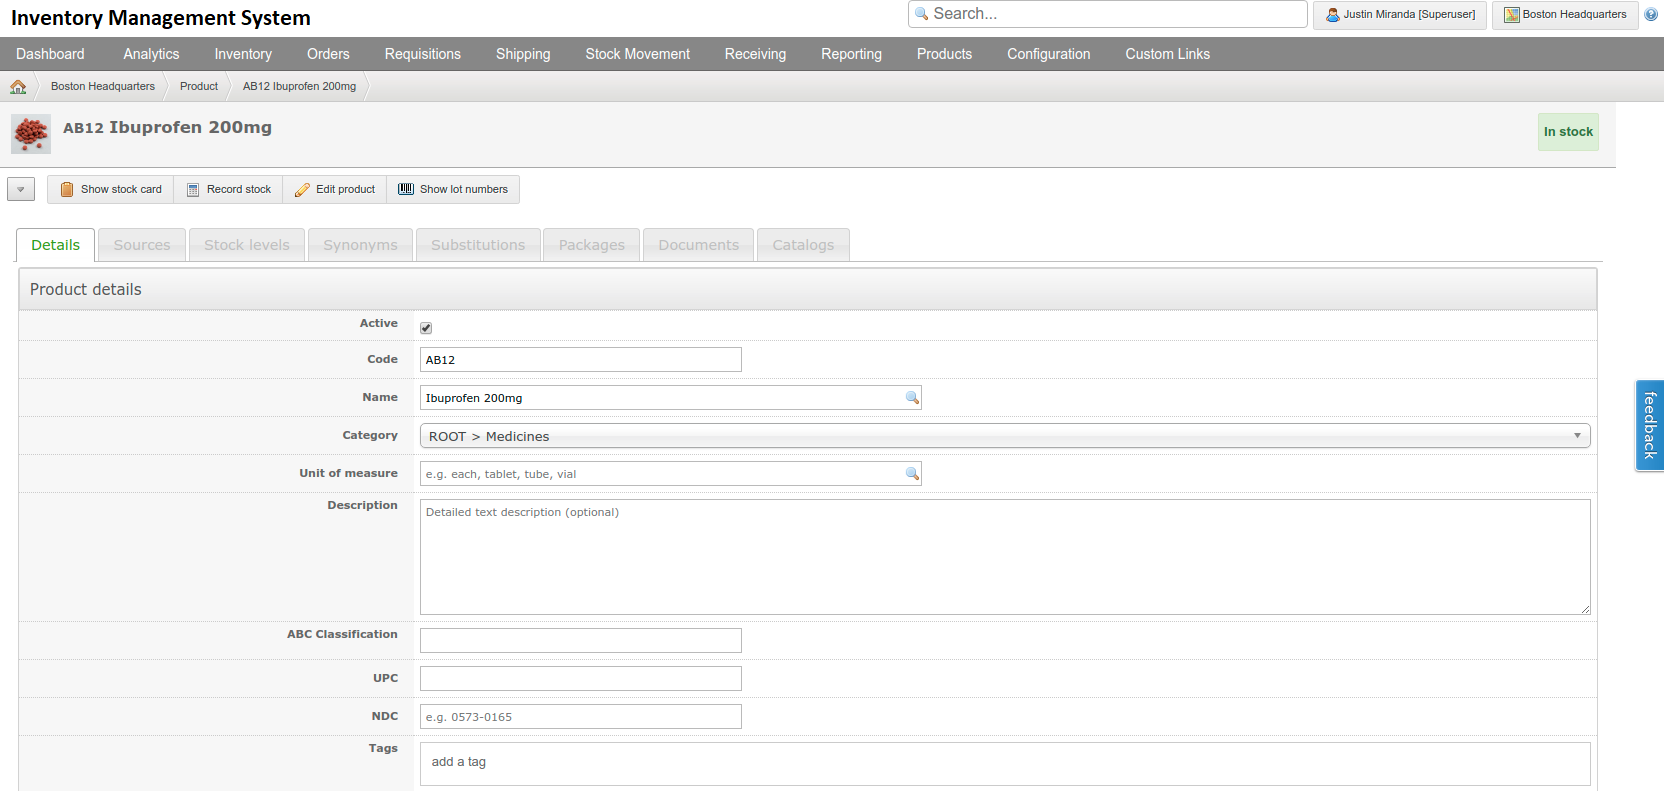 Inventory Management System
Search...
Justin Miranda [Superuser]
Boston Headquarters
Dashboard Analytics Inventory Orders Requisitions Shipping Stock Movement Receiving Reporting Products Configuration Custom Links
Boston Headquarters Product AB12 Ibuprofen 200mg
AB12 Ibuprofen 200mg
In stock
Show stock card Record stock Edit product Show lot numbers
Details Sources Stock levels Synonyms Substitutions Packages Documents Catalogs
Product details
Active
Code AB12
Name Ibuprofen 200mg
Category ROOT > Medicines
Unit of measure e.g. each, tablet, tube, vial
Description Detailed text description (optional)
ABC Classification
UPC
NDC e.g. 0573-0165
Tags add a tag
feedback